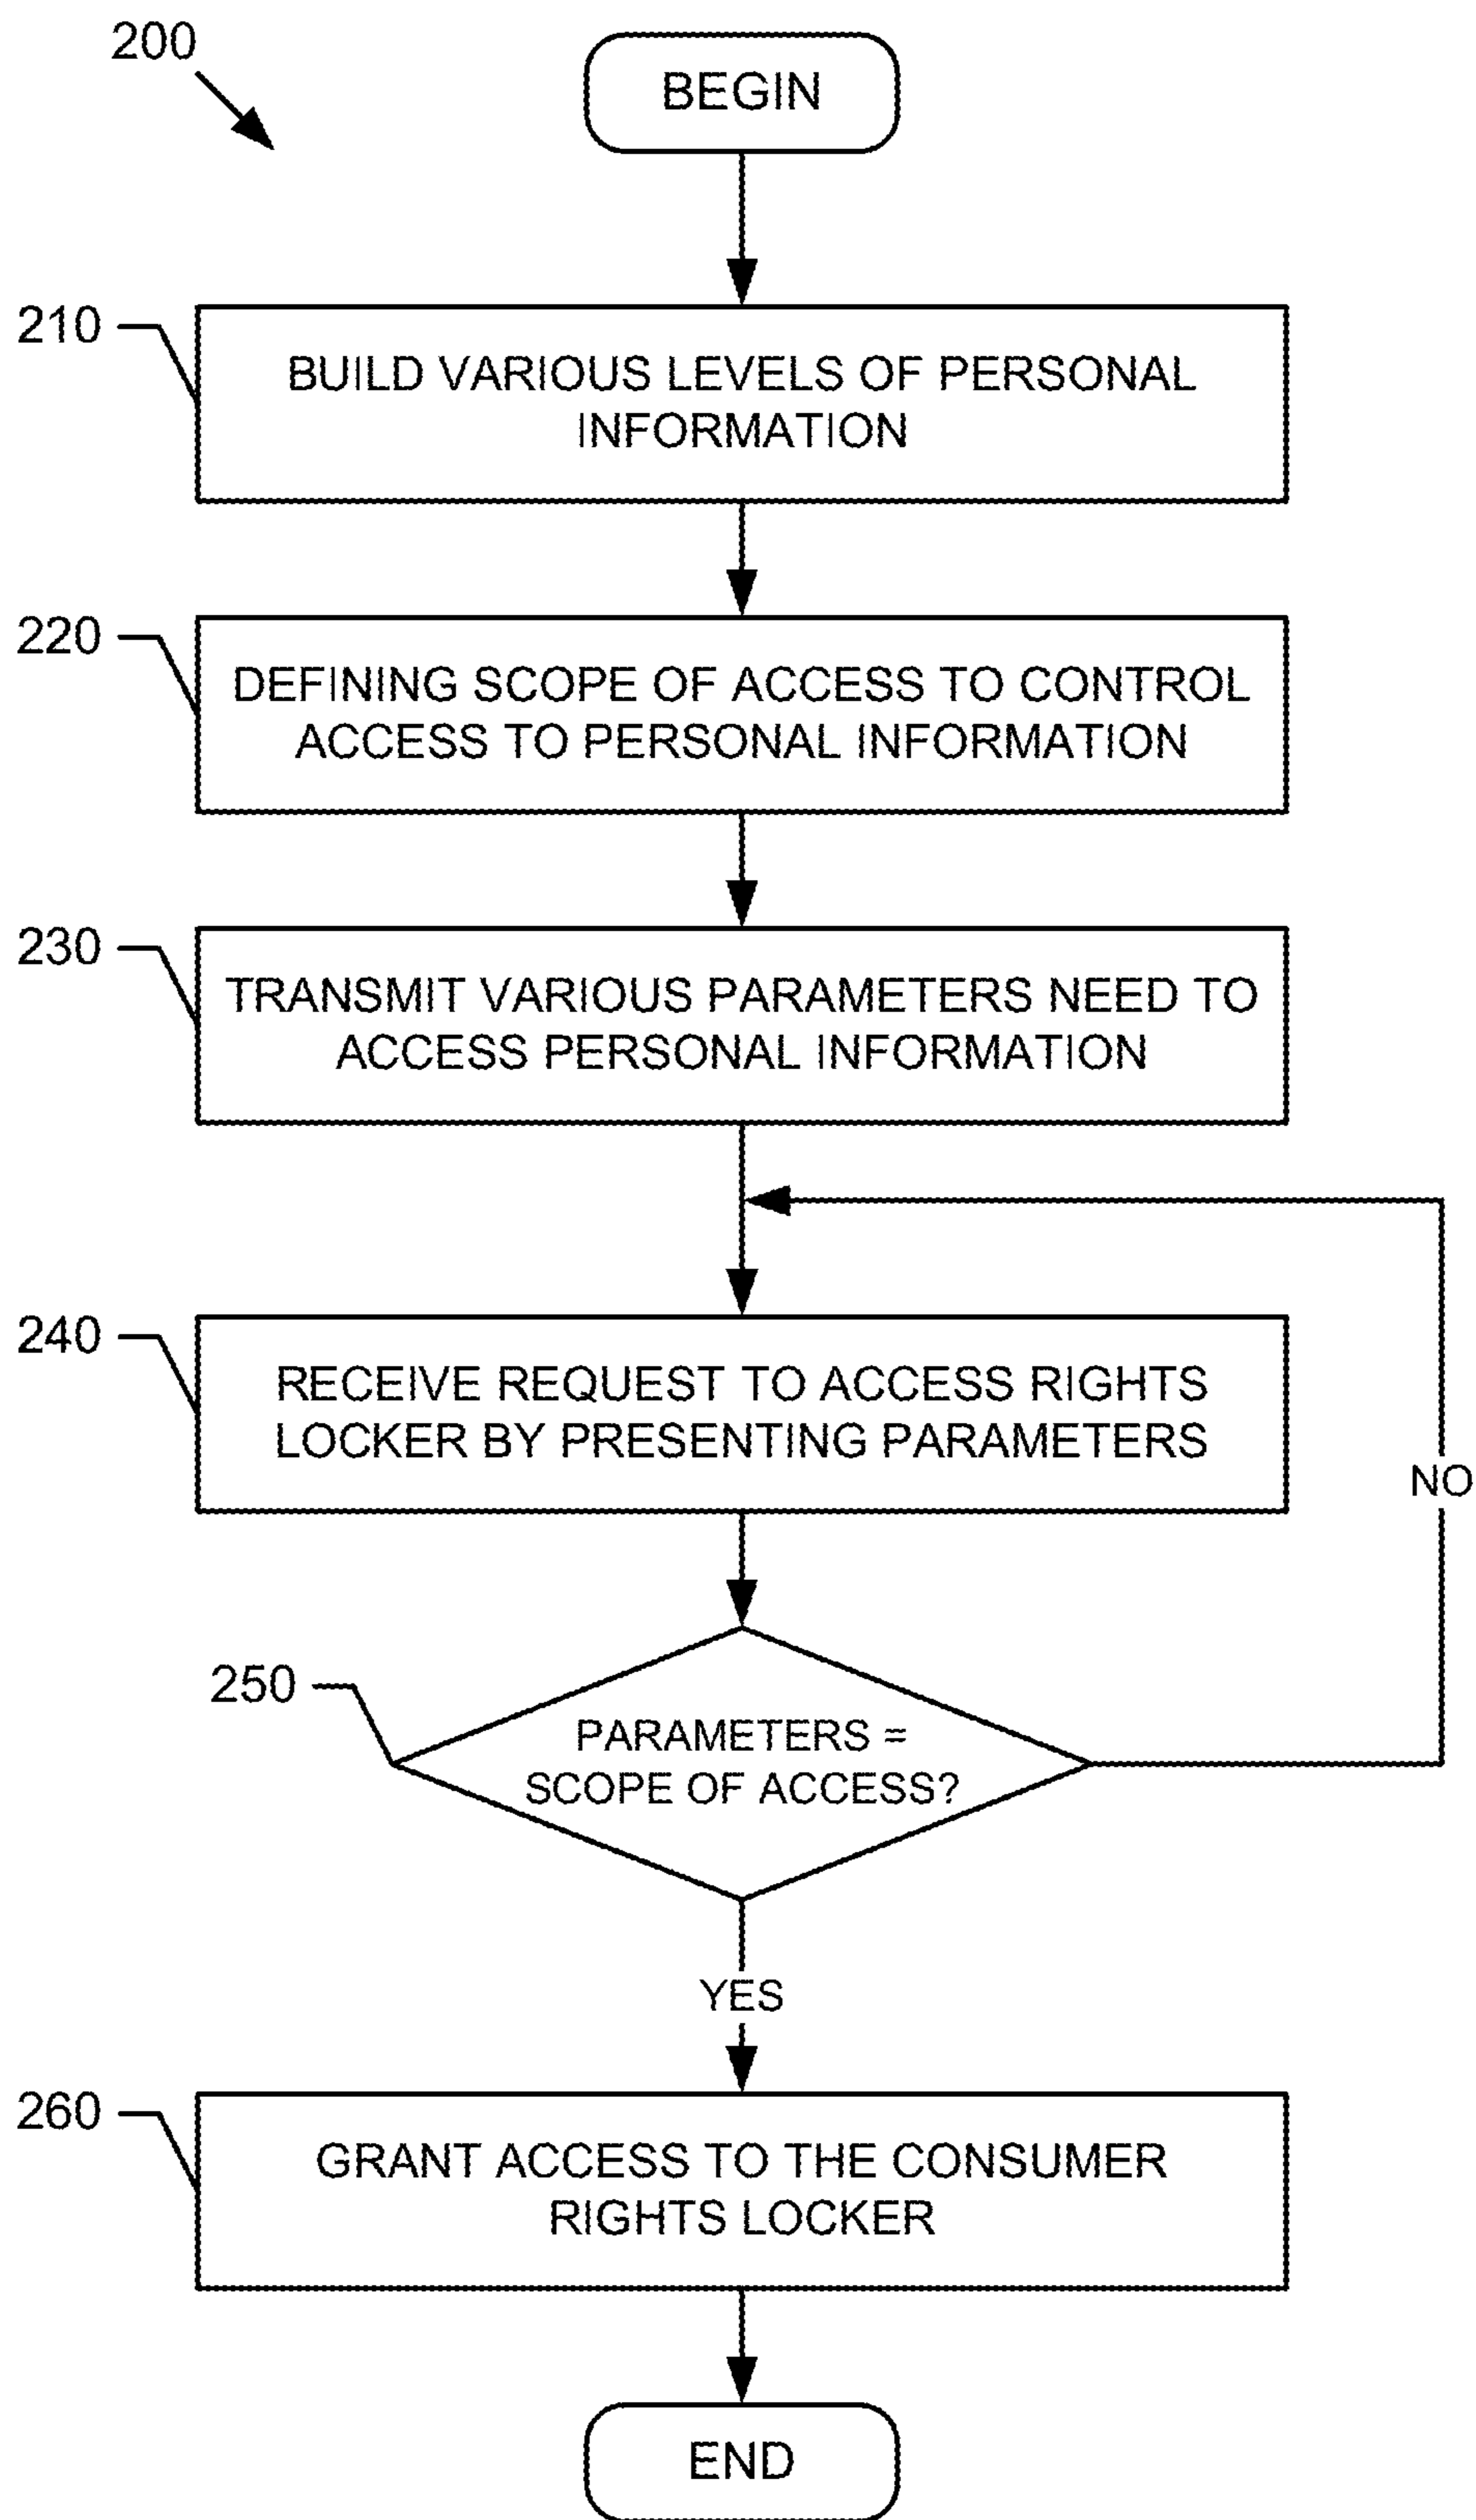 200
BEGIN
210
BUILD VARIOUS LEVELS OF PERSONAL
INFORMATION
220
DEFINING SCOPE OF ACCESS TO CONTROL
ACCESS TO PERSONAL INFORMATION
230
TRANSMIT VARIOUS PARAMETERS NEED TO
ACCESS PERSONAL INFORMATION
240
RECEIVE REQUEST TO ACCESS RIGHTS
LOCKER BY PRESENTING PARAMETERS
NO
250
PARAMETERS =
SCOPE OF ACCESS?
YES
260
GRANT ACCESS TO THE CONSUMER
RIGHTS LOCKER
END